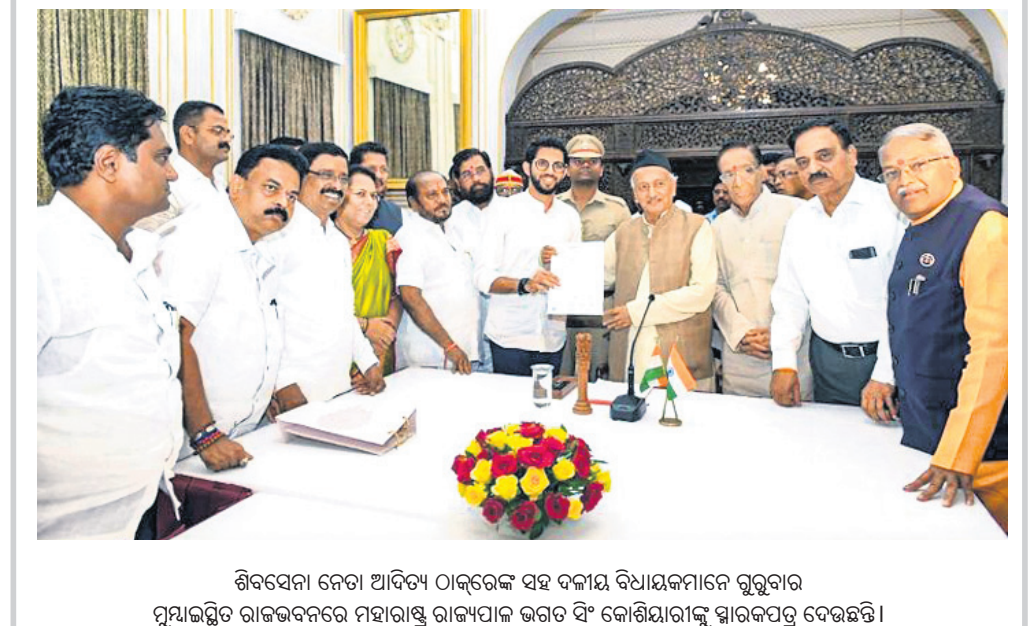 ଶିବସେନା ନେତା ଆଦିତ୍ୟ ଠାକ୍‌ରେଙ୍କ ସହ ଦଳୀୟ ବିଧାୟକମାନେ ଗୁରୁବାର
ମୁମ୍ବାଇସ୍ଥିତ ରାଜଭବନରେ ମହାରାଷ୍ଟ୍ର ରାଜ୍ୟପାଳ ଭଗତ ସିଂ କୋଶିୟାରୀଙ୍କୁ ସ୍ମାରକପତ୍ର ଦେଉଛନ୍ତି।